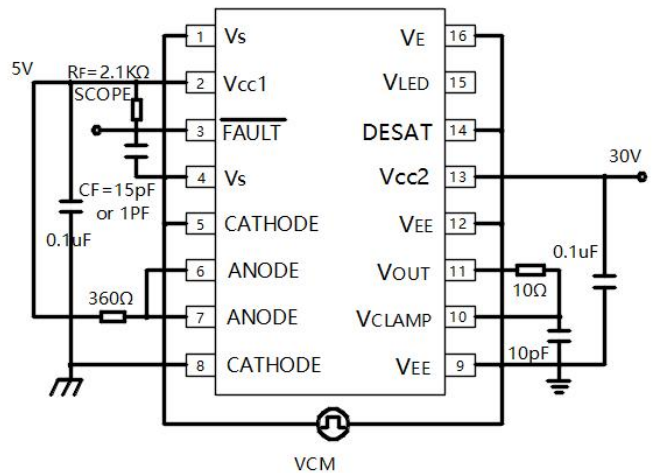 5V
RF=2.1KΩ
SCOPE
CF=15pF
or 1PF
0.1uF
360Ω
1 Vs
2 Vcc1
3 FAULT
4 Vs
5 CATHODE
6 ANODE
7 ANODE
8 CATHODE
VE 16
VLED 15
DESAT 14
Vcc2 13
VEE 12
VOUT 11
VCLAMP 10
VEE 9
30V
0.1uF
10Ω
10pF
VCM